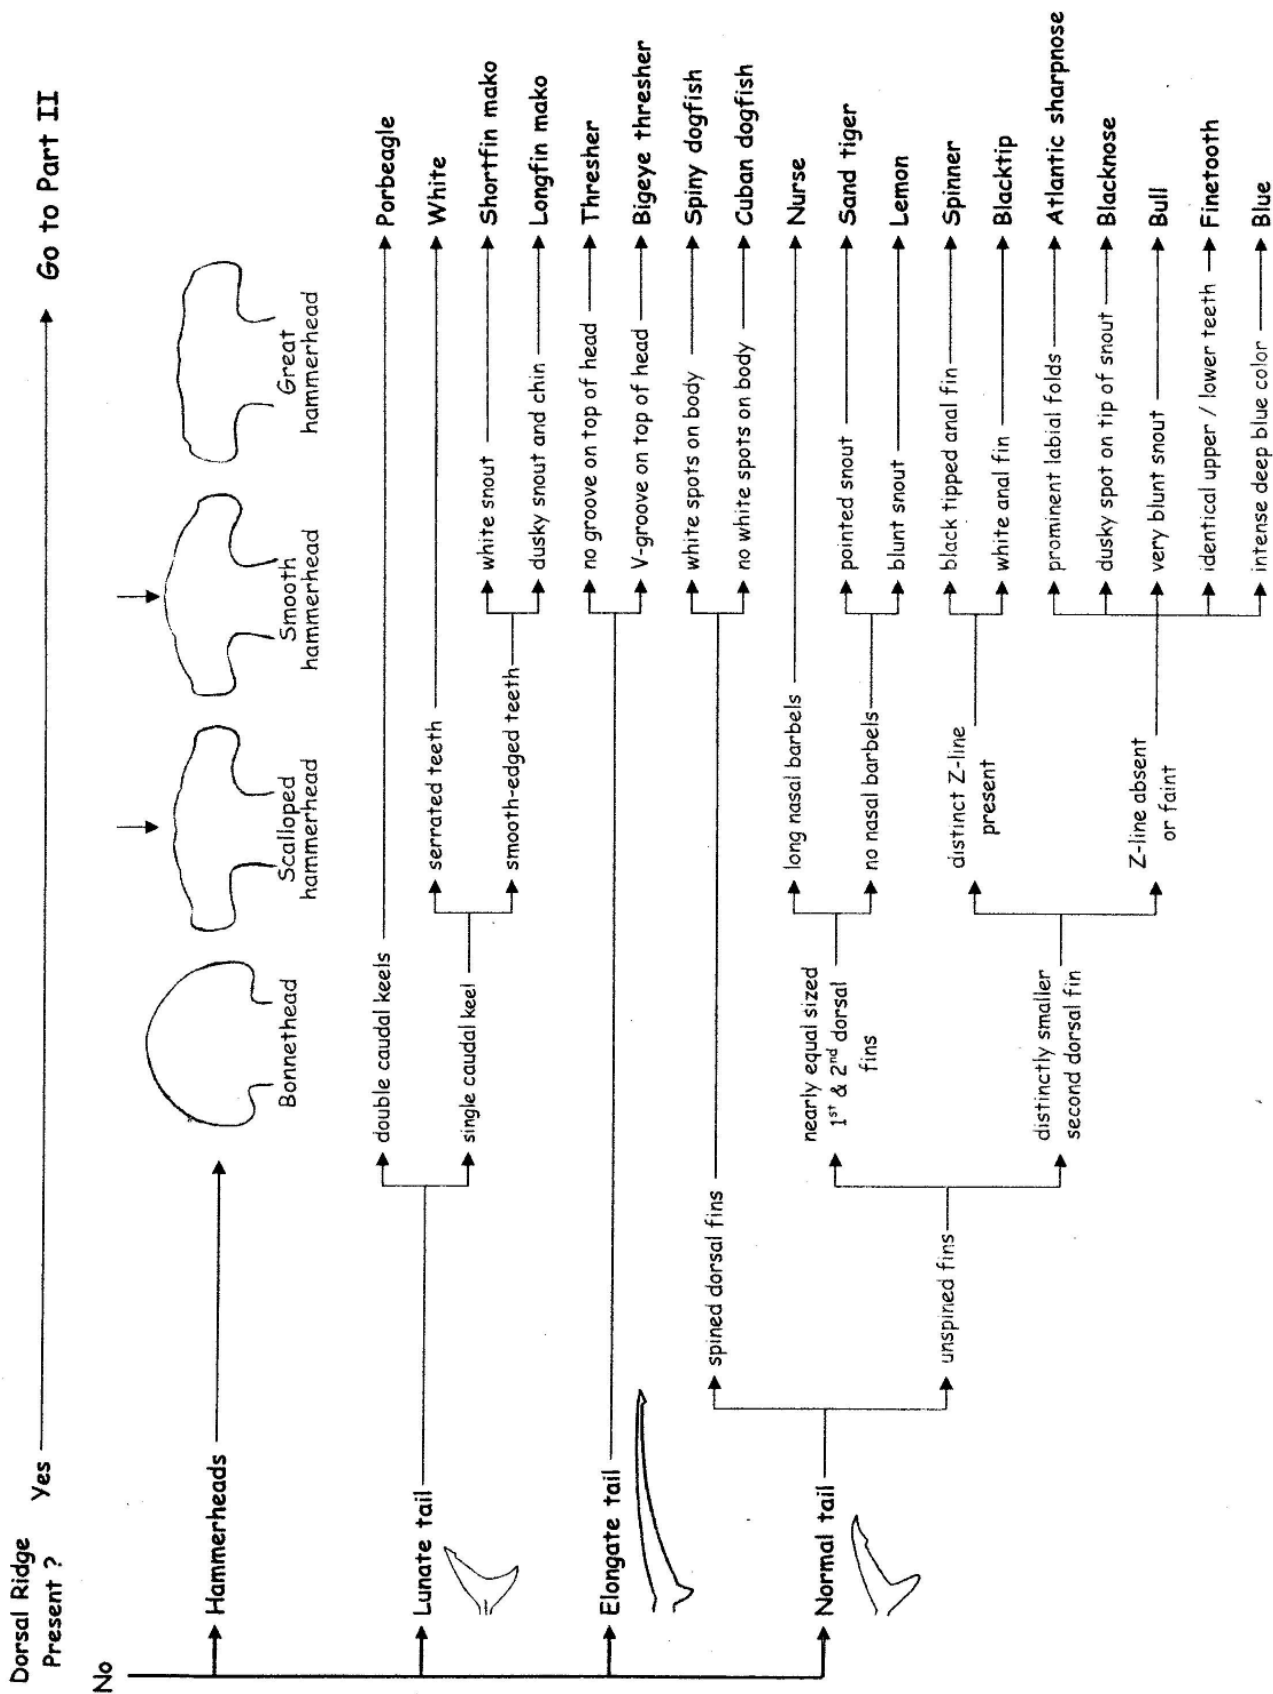 Dorsal Ridge
Present ?
Yes
Go to Part II
No
Hammerheads
Bonnethead
Scalloped
hammerhead
Smooth
hammerhead
Great
hammerhead
Lunate tail
double caudal keels
Porbeagle
single caudal keel
serrated teeth
White
smooth-edged teeth
white snout
Shortfin mako
dusky snout and chin
Longfin mako
Elongate tail
no groove on top of head
Thresher
V-groove on top of head
Bigeye thresher
Normal tail
spined dorsal fins
white spots on body
Spiny dogfish
no white spots on body
Cuban dogfish
unspined fins
nearly equal sized
1st & 2nd dorsal
fins
long nasal barbels
Nurse
no nasal barbels
pointed snout
Sand tiger
blunt snout
Lemon
distinctly smaller
second dorsal fin
distinct Z-line
present
black tipped anal fin
Spinner
white anal fin
Blacktip
Z-line absent
or faint
prominent labial folds
Atlantic sharpnose
dusky spot on tip of snout
Blacknose
very blunt snout
Bull
identical upper / lower teeth
Finetooth
intense deep blue color
Blue